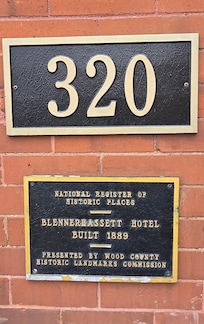 320
NATIONAL REGISTER OF
HISTORIC PLACES
BLENNERHASSETT HOTEL
BUILT 1889
PRESENTED BY WOOD COUNTY
HISTORIC LANDMARKS COMMISSION